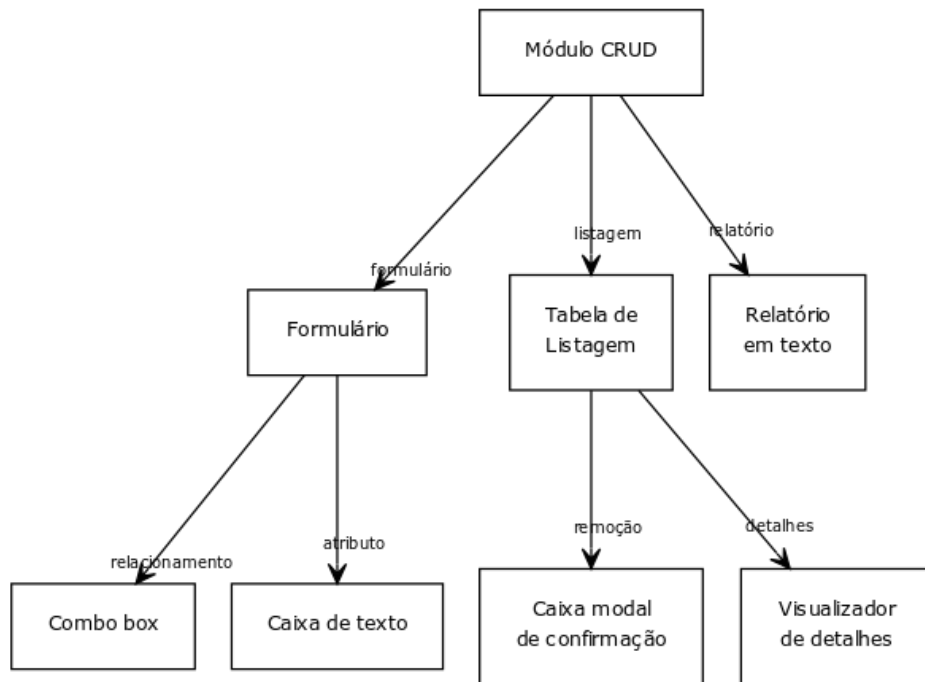 Módulo CRUD
formulário
listagem
relatório
Formulário
Tabela de
Listagem
Relatório
em texto
relacionamento
atributo
remoção
detalhes
Combo box
Caixa de texto
Caixa modal
de confirmação
Visualizador
de detalhes